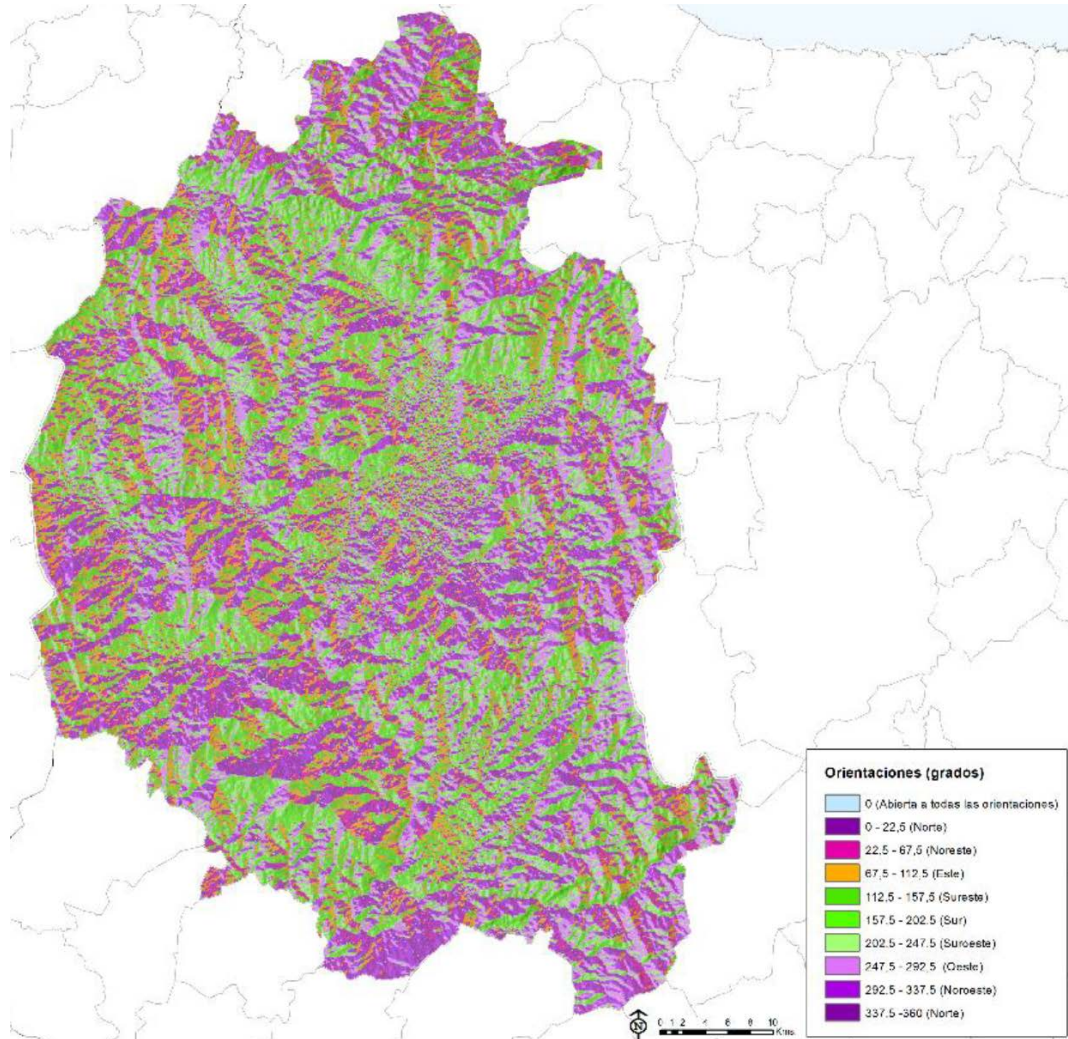 Orientaciones (grados)
0 (Abierta a todas las orientaciones)
0 - 22,5 (Norte)
22,5 - 67,5 (Noreste)
67,5 - 112,5 (Este)
112,5 - 157,5 (Sureste)
157,5 - 202,5 (Sur)
202,5 - 247,5 (Suroeste)
247,5 - 292,5 (Oeste)
292,5 - 337,5 (Noroeste)
337,5 -360 (Norte)
N
0 1 2 4 6 8 10
Kms.